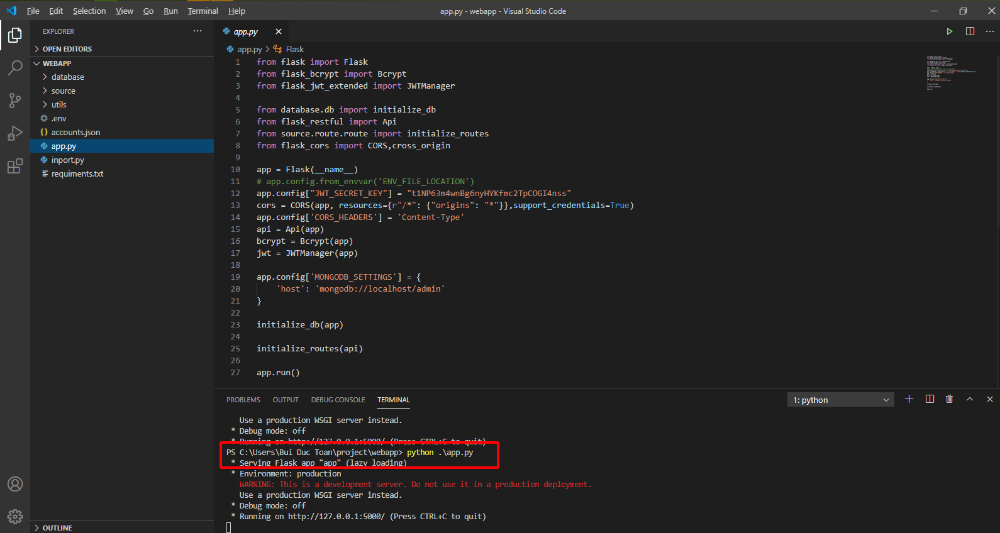 File Edit Selection View Go Run Terminal Help
app.py - webapp - Visual Studio Code
EXPLORER
OPEN EDITORS
WEBAPP
database
source
utils
.env
{} accounts.json
app.py
inport.py
requiments.txt
OUTLINE
app.py
app.py > Flask
1 from flask import Flask
2 from flask_bcrypt import Bcrypt
3 from flask_jwt_extended import JWTManager
4
5 from database.db import initialize_db
6 from flask_restful import Api
7 from source.route.route import initialize_routes
8 from flask_cors import CORS,cross_origin
9
10 app = Flask(__name__)
11 # app.config.from_envvar('ENV_FILE_LOCATION')
12 app.config["JWT_SECRET_KEY"] = "t1NP63m4wnBg6nyHYKfmc2TpCOGI4nss"
13 cors = CORS(app, resources={r"/*": {"origins": "*"}},support_credentials=True)
14 app.config['CORS_HEADERS'] = 'Content-Type'
15 api = Api(app)
16 bcrypt = Bcrypt(app)
17 jwt = JWTManager(app)
18
19 app.config['MONGODB_SETTINGS'] = {
20     'host': 'mongodb://localhost/admin'
21 }
22
23 initialize_db(app)
24
25 initialize_routes(api)
26
27 app.run()
PROBLEMS OUTPUT DEBUG CONSOLE TERMINAL
1: python
Use a production WSGI server instead.
* Debug mode: off
* Running on http://127.0.0.1:5000/ (Press CTRL+C to quit)
PS C:\Users\Bui Duc Toan\project\webapp> python .\app.py
* Serving Flask app "app" (lazy loading)
* Environment: production
WARNING: This is a development server. Do not use it in a production deployment.
Use a production WSGI server instead.
* Debug mode: off
* Running on http://127.0.0.1:5000/ (Press CTRL+C to quit)